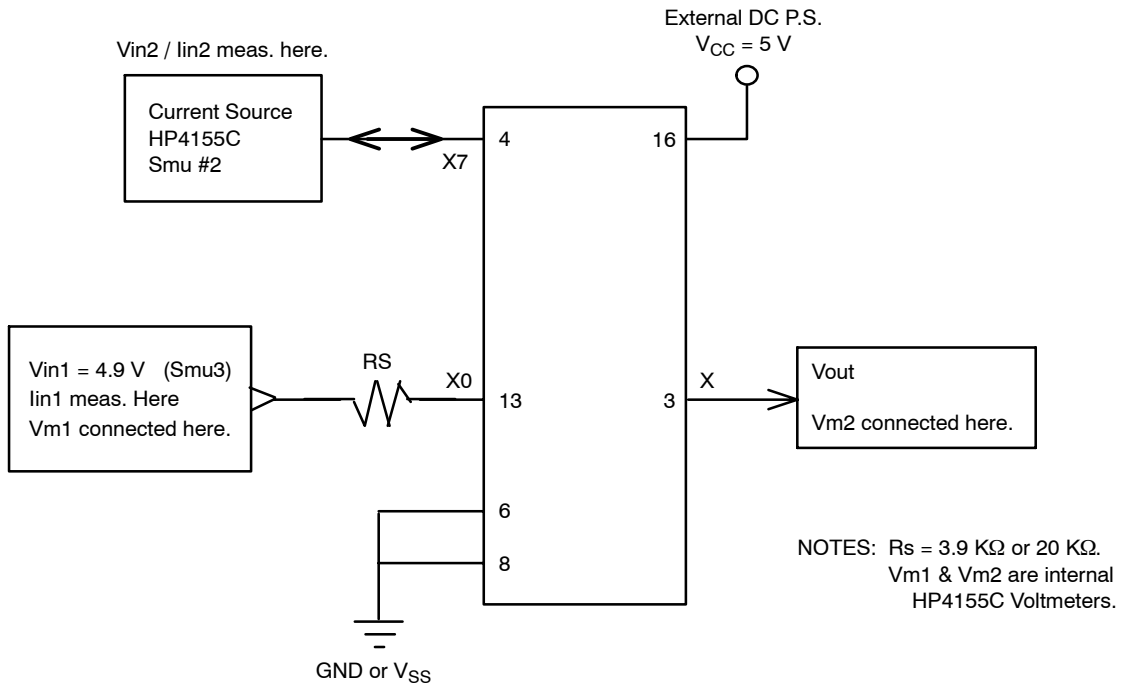 External DC P.S.
VCC = 5 V
Vin2 / Iin2 meas. here.
Current Source
HP4155C
Smu #2
4
16
X7
Vin1 = 4.9 V (Smu3)
Iin1 meas. Here
Vm1 connected here.
RS
X0
13
3
X
Vout
Vm2 connected here.
6
8
GND or VSS
NOTES: Rs = 3.9 KΩ or 20 KΩ.
Vm1 & Vm2 are internal
HP4155C Voltmeters.